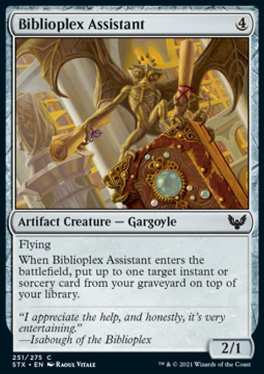 Biblioplex Assistant 4
Artifact Creature — Gargoyle
Flying
When Biblioplex Assistant enters the
battlefield, put up to one target instant or
sorcery card from your graveyard on top of
your library.
"I appreciate the help, and honestly, it's very
entertaining."
—Isabough of the Biblioplex
2/1
251/275 C
STX • EN Raoul Vitale
™ & © 2021 Wizards of the Coast